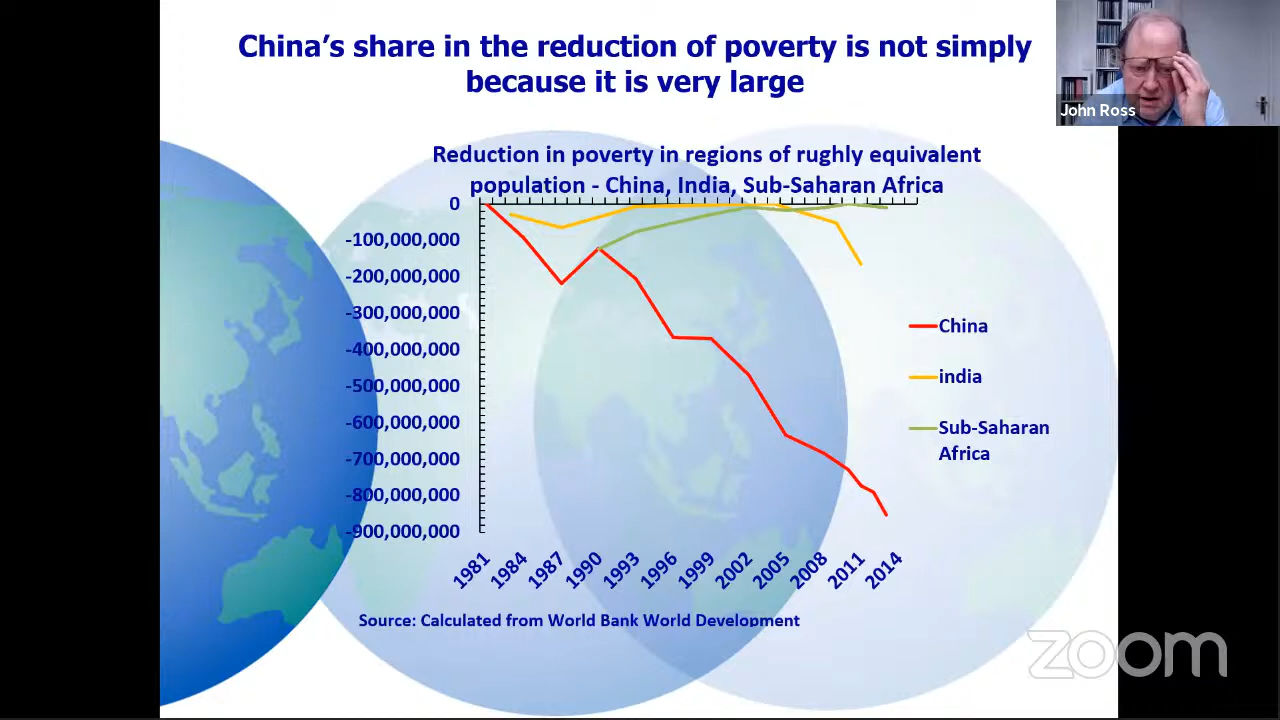 China's share in the reduction of poverty is not simply
because it is very large
John Ross
Reduction in poverty in regions of rughly equivalent
population - China, India, Sub-Saharan Africa
0
-100,000,000
-200,000,000
-300,000,000
-400,000,000
-500,000,000
-600,000,000
-700,000,000
-800,000,000
-900,000,000
China
india
Sub-Saharan
Africa
1981
1984
1987
1990
1993
1996
1999
2002
2005
2008
2011
2014
Source: Calculated from World Bank World Development
zoom